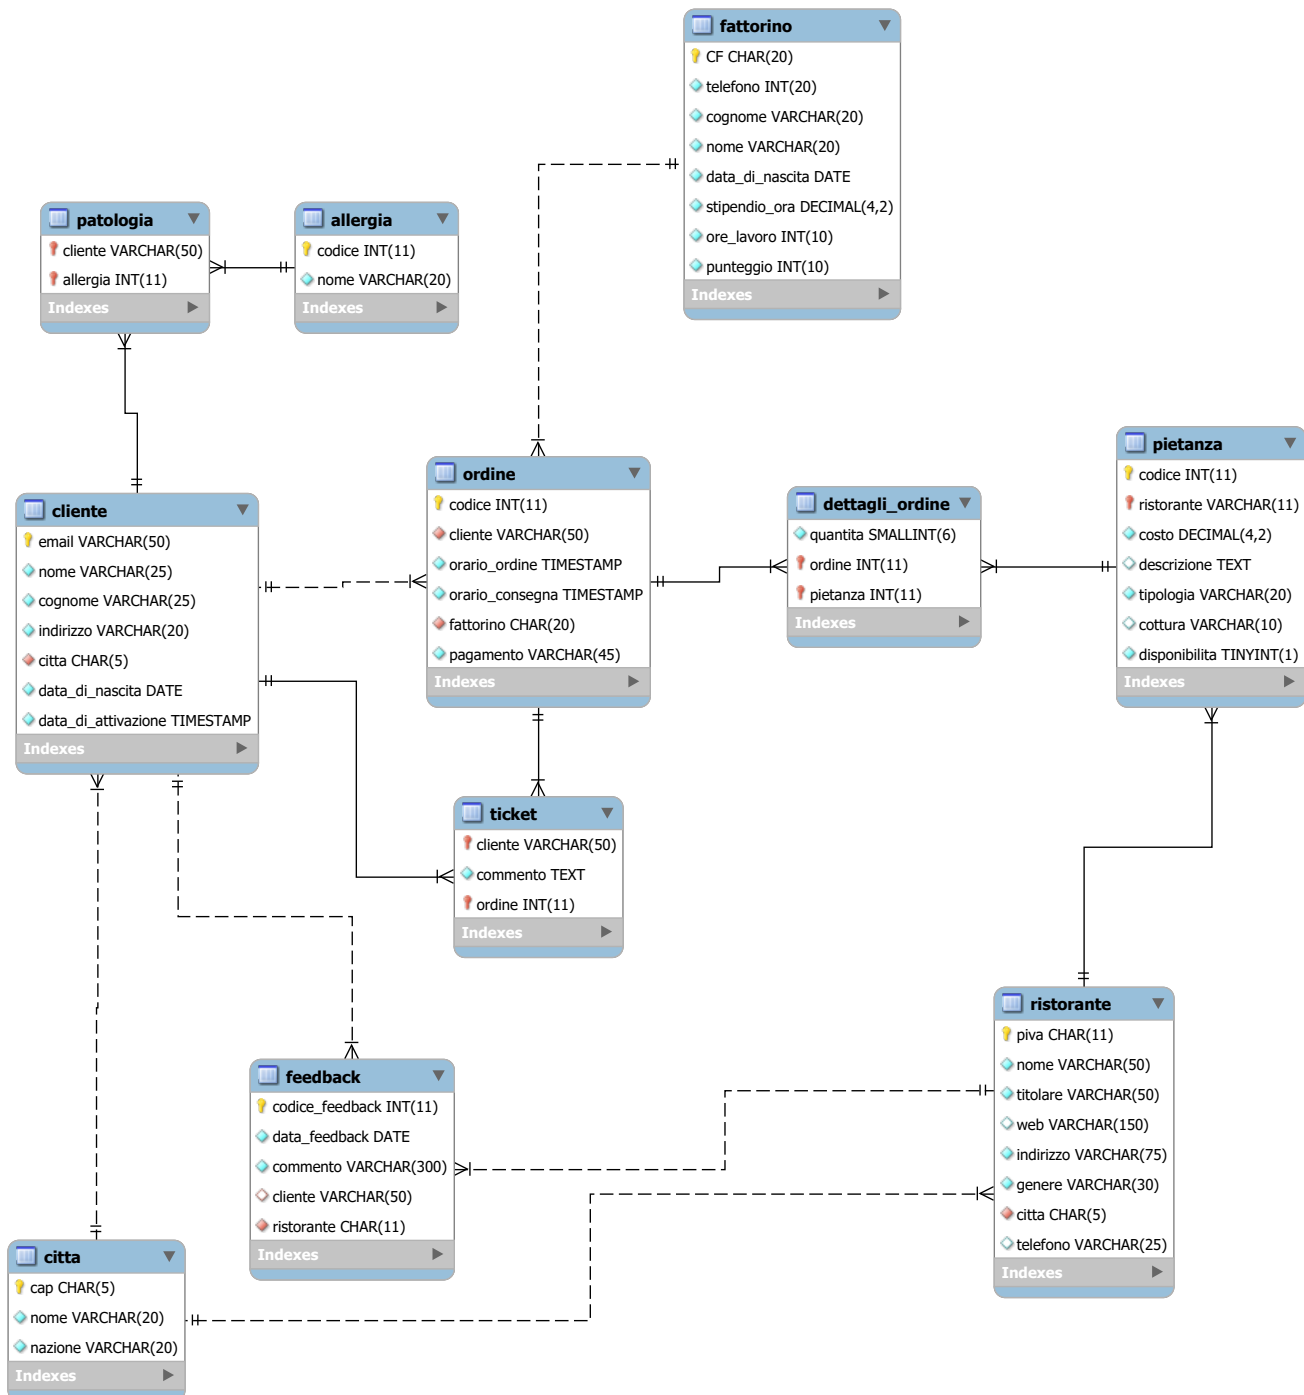 fattorino
CF CHAR(20)
telefono INT(20)
cognome VARCHAR(20)
nome VARCHAR(20)
data_di_nascita DATE
stipendio_ora DECIMAL(4,2)
ore_lavoro INT(10)
punteggio INT(10)
Indexes
patologia
cliente VARCHAR(50)
allergia INT(11)
Indexes
allergia
codice INT(11)
nome VARCHAR(20)
Indexes
cliente
email VARCHAR(50)
nome VARCHAR(25)
cognome VARCHAR(25)
indirizzo VARCHAR(20)
citta CHAR(5)
data_di_nascita DATE
data_di_attivazione TIMESTAMP
Indexes
ordine
codice INT(11)
cliente VARCHAR(50)
orario_ordine TIMESTAMP
orario_consegna TIMESTAMP
fattorino CHAR(20)
pagamento VARCHAR(45)
Indexes
dettagli_ordine
quantita SMALLINT(6)
ordine INT(11)
pietanza INT(11)
Indexes
pietanza
codice INT(11)
ristorante VARCHAR(11)
costo DECIMAL(4,2)
descrizione TEXT
tipologia VARCHAR(20)
cottura VARCHAR(10)
disponibilita TINYINT(1)
Indexes
ticket
cliente VARCHAR(50)
commento TEXT
ordine INT(11)
Indexes
feedback
codice_feedback INT(11)
data_feedback DATE
commento VARCHAR(300)
cliente VARCHAR(50)
ristorante CHAR(11)
Indexes
ristorante
piva CHAR(11)
nome VARCHAR(50)
titolare VARCHAR(50)
web VARCHAR(150)
indirizzo VARCHAR(75)
genere VARCHAR(30)
citta CHAR(5)
telefono VARCHAR(25)
Indexes
citta
cap CHAR(5)
nome VARCHAR(20)
nazione VARCHAR(20)
Indexes